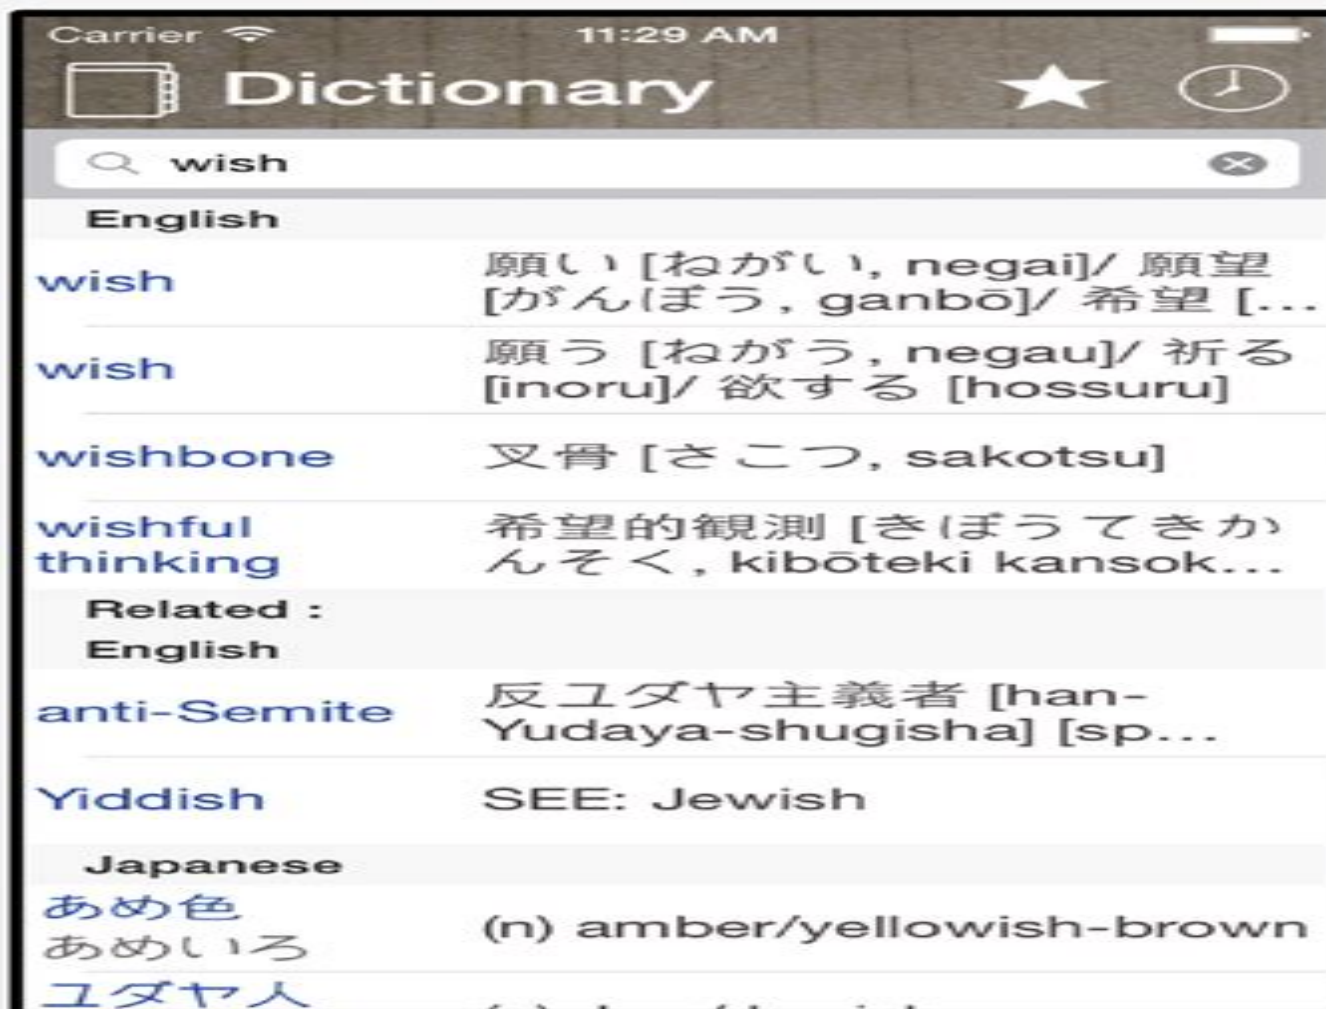 Carrier 11:29 AM
Dictionary
wish
English
wish 願い [ねがい, negai]/ 願望
[がんぼう, ganbō]/ 希望 [...
wish 願う [ねがう, negau]/ 祈る
[inoru]/ 欲する [hossuru]
wishbone 叉骨 [さこつ, sakotsu]
wishful 希望的観測 [きぼうてきか
thinking んそく, kibōteki kansok...
Related :
English
anti-Semite 反ユダヤ主義者 [han-
Yudaya-shugisha] [sp...
Yiddish SEE: Jewish
Japanese
あめ色
(n) amber/yellowish-brown
あめいろ
ユダヤ人